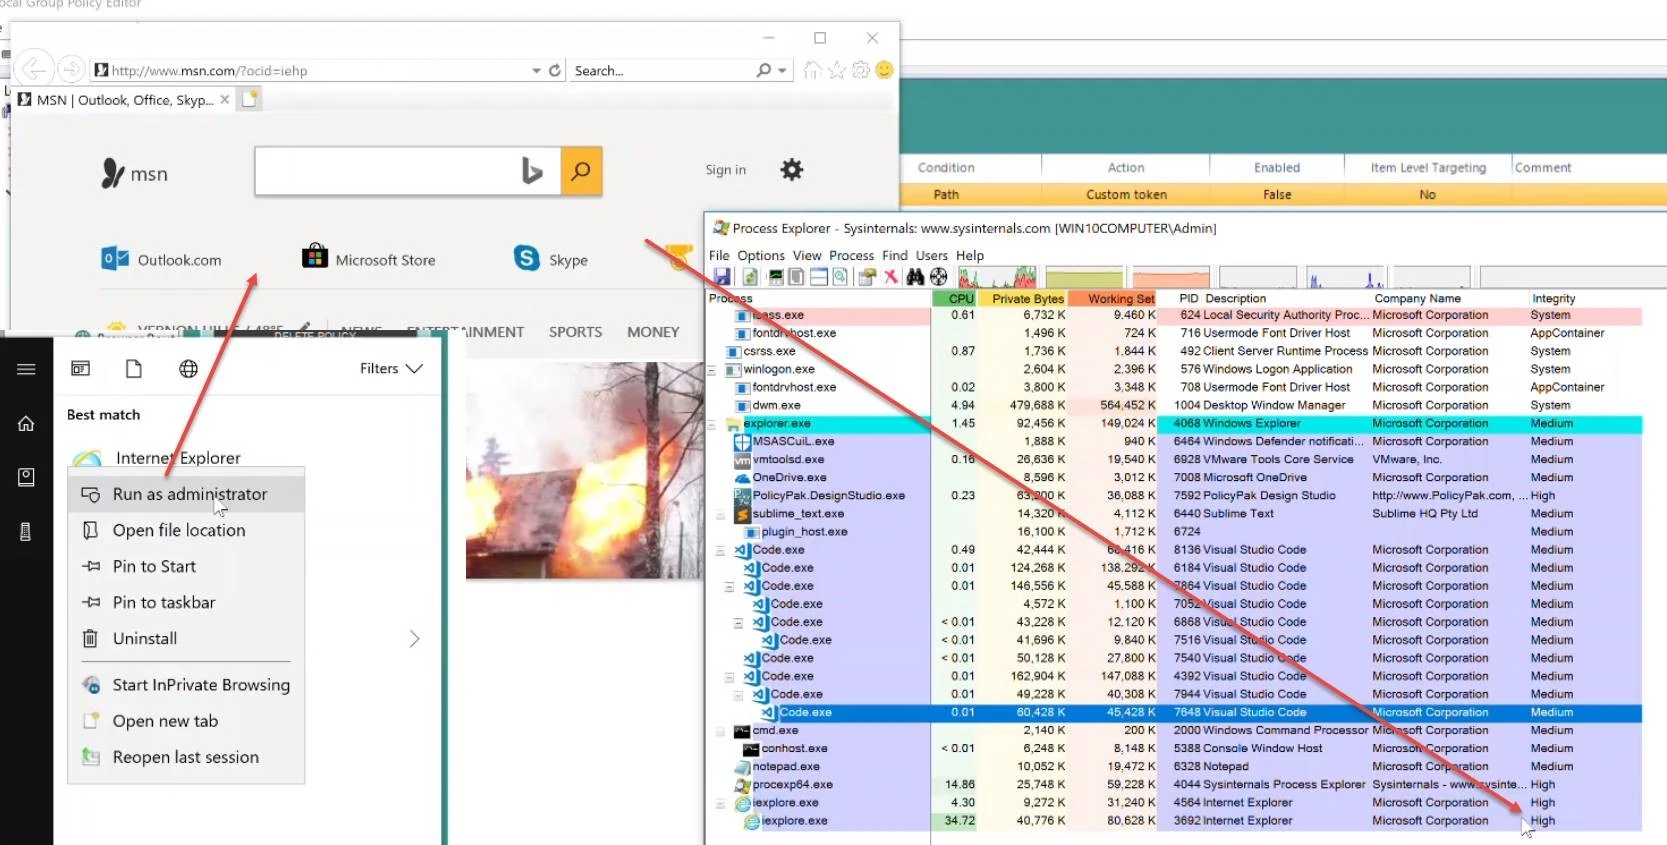 ocal Group Policy Editor
http://www.msn.com/?ocid=iehp
Search...
MSN | Outlook, Office, Skyp...
msn
Sign in
Outlook.com
Microsoft Store
Skype
NEWS ENTERTAINMENT SPORTS MONEY
Filters
Best match
Internet Explorer
Run as administrator
Open file location
Pin to Start
Pin to taskbar
Uninstall
Start InPrivate Browsing
Open new tab
Reopen last session
Condition Action Enabled Item Level Targeting Comment
Path Custom token False No
Process Explorer - Sysinternals: www.sysinternals.com [WIN10COMPUTER\Admin]
File Options View Process Find Users Help
Process CPU Private Bytes Working Set PID Description Company Name Integrity
lsass.exe 0.61 6,732 K 9,460 K 624 Local Security Authority Proc... Microsoft Corporation System
fontdrvhost.exe 1,496 K 724 K 716 Usermode Font Driver Host Microsoft Corporation AppContainer
csrss.exe 0.87 1,736 K 1,844 K 492 Client Server Runtime Process Microsoft Corporation System
winlogon.exe 2,604 K 2,396 K 576 Windows Logon Application Microsoft Corporation System
fontdrvhost.exe 0.02 3,800 K 3,348 K 708 Usermode Font Driver Host Microsoft Corporation AppContainer
dwm.exe 4.94 479,688 K 564,452 K 1004 Desktop Window Manager Microsoft Corporation System
explorer.exe 1.45 92,456 K 149,024 K 4068 Windows Explorer Microsoft Corporation Medium
MSASCuiL.exe 1,888 K 940 K 6464 Windows Defender notificati... Microsoft Corporation Medium
vmtoolsd.exe 0.16 26,636 K 19,540 K 6928 VMware Tools Core Service VMware, Inc. Medium
OneDrive.exe 8,596 K 3,012 K 7008 Microsoft OneDrive Microsoft Corporation Medium
PolicyPak.DesignStudio.exe 0.23 63,200 K 36,088 K 7592 PolicyPak Design Studio http://www.PolicyPak.com, ... High
sublime_text.exe 14,320 K 4,112 K 6440 Sublime Text Sublime HQ Pty Ltd Medium
plugin_host.exe 16,100 K 1,712 K 6724 Medium
Code.exe 0.49 42,444 K 68,416 K 8136 Visual Studio Code Microsoft Corporation Medium
Code.exe 0.01 124,268 K 138,292 K 6184 Visual Studio Code Microsoft Corporation Medium
Code.exe 0.01 146,556 K 45,588 K 7864 Visual Studio Code Microsoft Corporation Medium
Code.exe 4,572 K 1,100 K 7052 Visual Studio Code Microsoft Corporation Medium
Code.exe < 0.01 43,228 K 12,120 K 6868 Visual Studio Code Microsoft Corporation Medium
Code.exe < 0.01 41,696 K 9,840 K 7516 Visual Studio Code Microsoft Corporation Medium
Code.exe < 0.01 50,128 K 27,800 K 7540 Visual Studio Code Microsoft Corporation Medium
Code.exe 0.01 162,904 K 147,088 K 4392 Visual Studio Code Microsoft Corporation Medium
Code.exe 0.01 49,228 K 40,308 K 7944 Visual Studio Code Microsoft Corporation Medium
Code.exe 0.01 60,428 K 45,428 K 7648 Visual Studio Code Microsoft Corporation Medium
cmd.exe 2,140 K 200 K 2000 Windows Command Processor Microsoft Corporation Medium
conhost.exe < 0.01 6,248 K 8,148 K 5388 Console Window Host Microsoft Corporation Medium
notepad.exe 10,052 K 19,472 K 6328 Notepad Microsoft Corporation Medium
procexp64.exe 14.86 25,748 K 59,228 K 4044 Sysinternals Process Explorer Sysinternals - www.sysinte... High
iexplore.exe 4.30 9,272 K 31,240 K 4564 Internet Explorer Microsoft Corporation High
iexplore.exe 34.72 40,776 K 80,628 K 3692 Internet Explorer Microsoft Corporation High